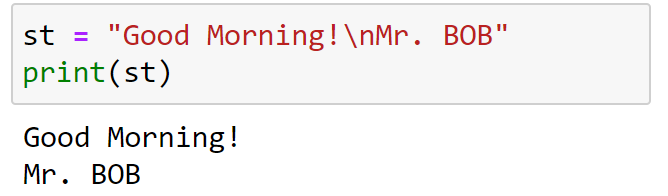 st = "Good Morning!\nMr. BOB"
print(st)
Good Morning!
Mr. BOB